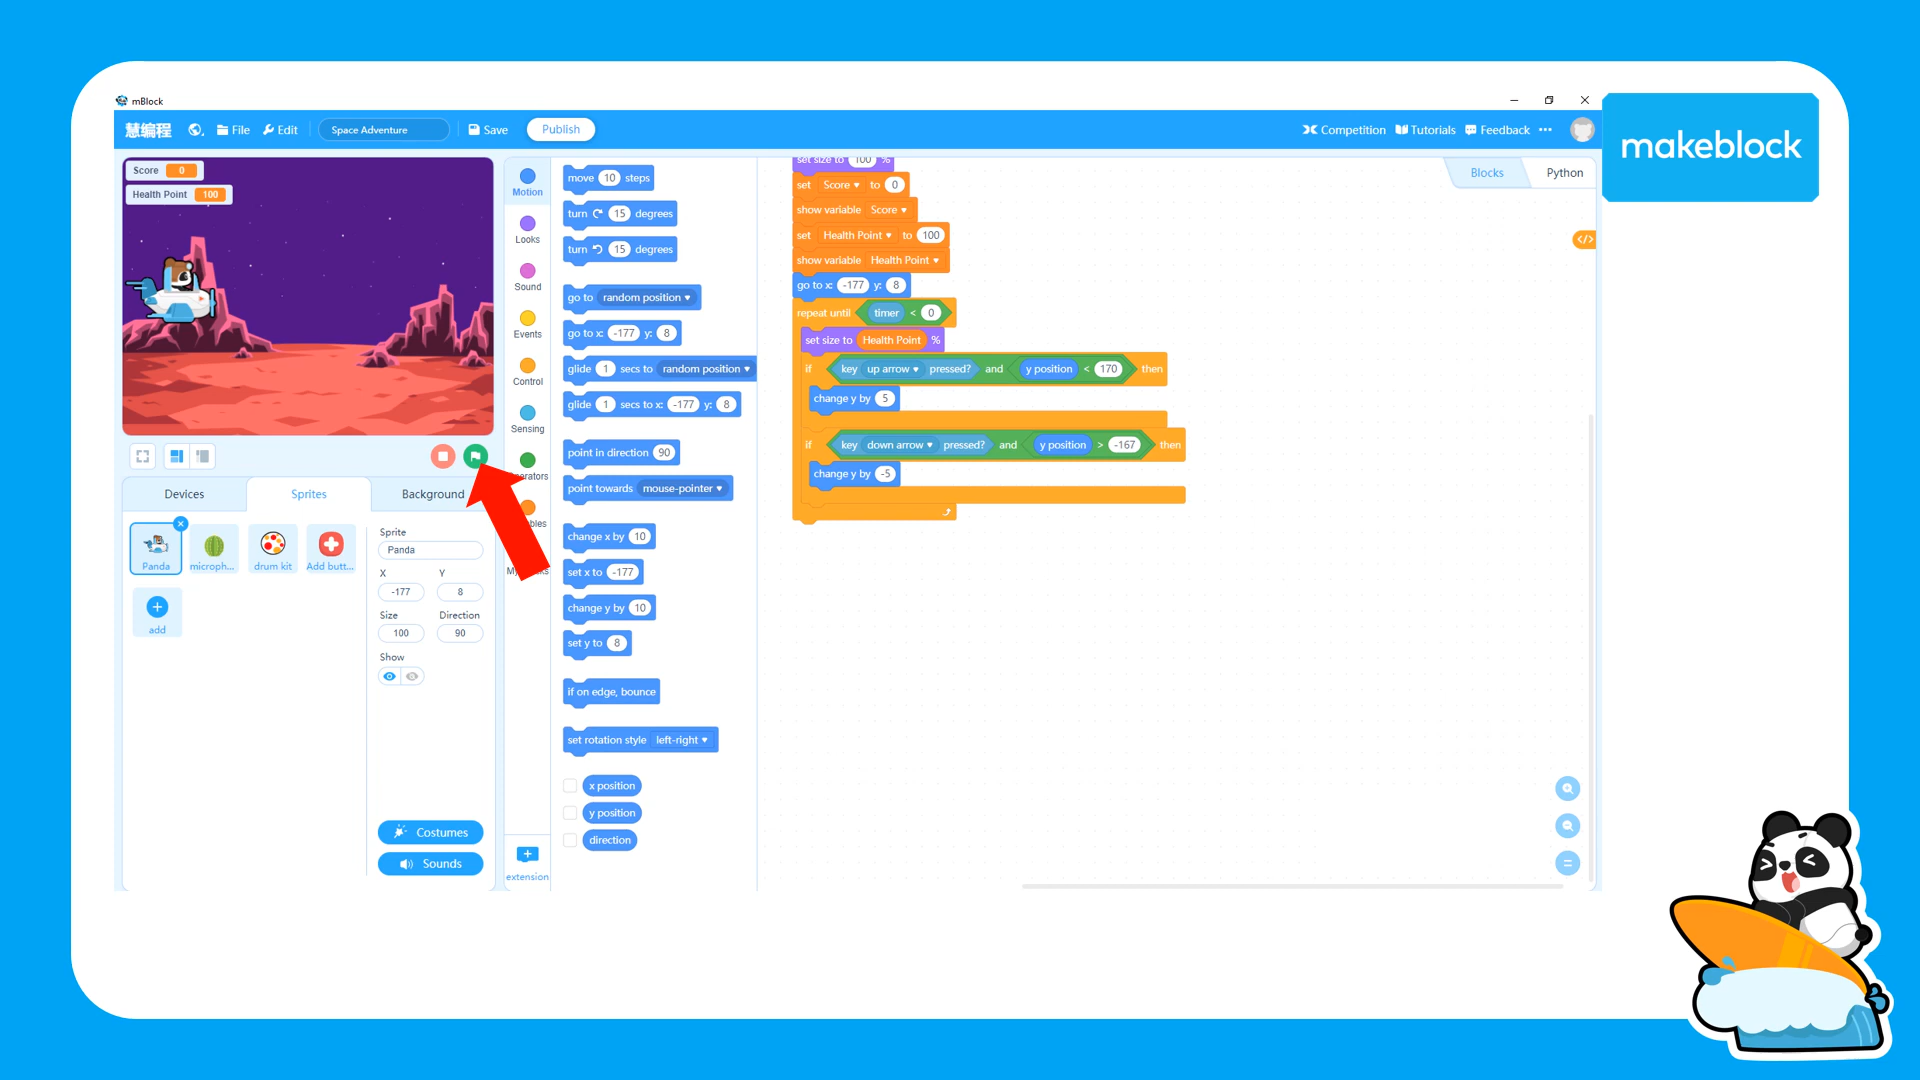 mBlock
慧编程 File Edit Space Adventure Save Publish Competition Tutorials Feedback
makeblock
Score 0
Health Point 100
Devices Sprites Background
Panda
microph...
drum kit
Add butt...
add
Sprite
Panda
X Y
-177 8
Size Direction
100 90
Show
Costumes
Sounds
Motion
Looks
Sound
Events
Control
Sensing
extension
move 10 steps
turn 15 degrees
turn 15 degrees
go to random position
go to x: -177 y: 8
glide 1 secs to random position
glide 1 secs to x: -177 y: 8
point in direction 90
point towards mouse-pointer
change x by 10
set x to -177
change y by 10
set y to 8
if on edge, bounce
set rotation style left-right
x position
y position
direction
set size to 100 %
set Score to 0
show variable Score
set Health Point to 100
show variable Health Point
go to x: -177 y: 8
repeat until timer < 0
set size to Health Point %
if key up arrow pressed? and y position < 170 then
change y by 5
if key down arrow pressed? and y position > -167 then
change y by -5
Blocks Python